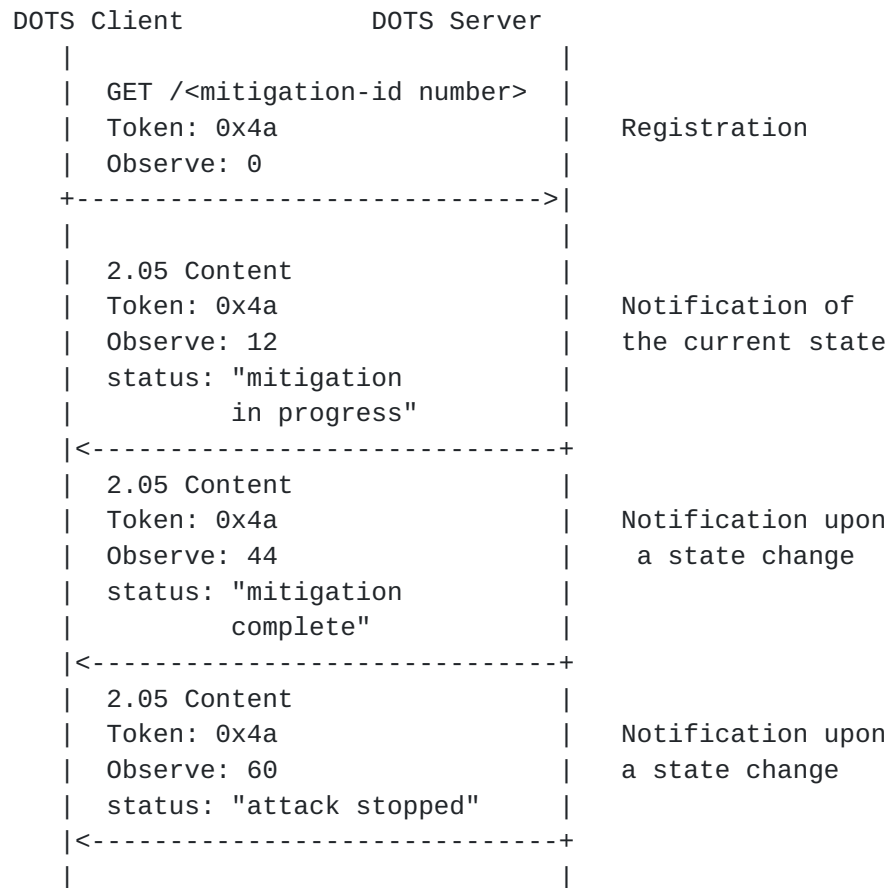 DOTS Client            DOTS Server
   |                               |
   |  GET /<mitigation-id number>  |
   |  Token: 0x4a                  |   Registration
   |  Observe: 0                   |
   +------------------------------>|
   |                               |
   |  2.05 Content                 |
   |  Token: 0x4a                  |   Notification of
   |  Observe: 12                  |   the current state
   |  status: "mitigation          |
   |          in progress"         |
   |<------------------------------+
   |  2.05 Content                 |
   |  Token: 0x4a                  |   Notification upon
   |  Observe: 44                  |    a state change
   |  status: "mitigation          |
   |          complete"            |
   |<------------------------------+
   |  2.05 Content                 |
   |  Token: 0x4a                  |   Notification upon
   |  Observe: 60                  |   a state change
   |  status: "attack stopped"     |
   |<------------------------------+
   |                               |